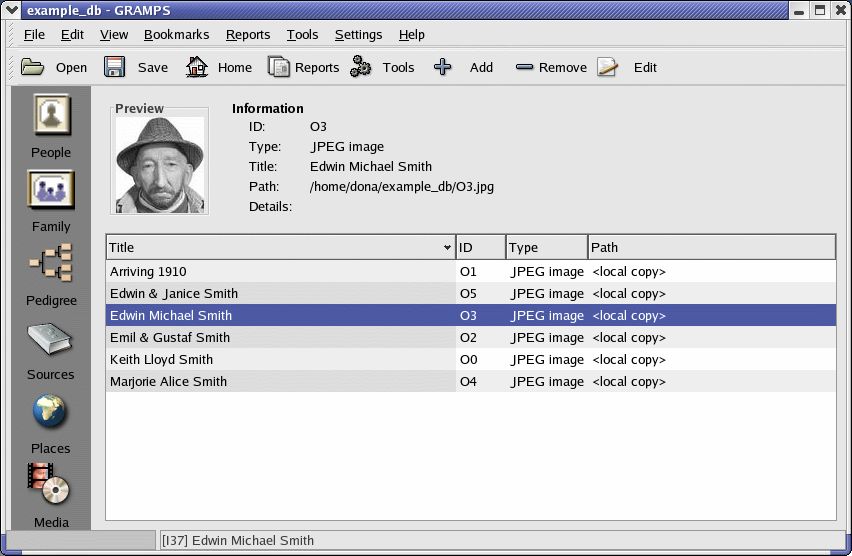 example_db - GRAMPS
File Edit View Bookmarks Reports Tools Settings Help
Open Save Home Reports Tools Add Remove Edit
People
Family
Pedigree
Sources
Places
Media
Preview
Information
ID: O3
Type: JPEG image
Title: Edwin Michael Smith
Path: /home/dona/example_db/O3.jpg
Details:
Title ID Type Path
Arriving 1910 O1 JPEG image <local copy>
Edwin & Janice Smith O5 JPEG image <local copy>
Edwin Michael Smith O3 JPEG image <local copy>
Emil & Gustaf Smith O2 JPEG image <local copy>
Keith Lloyd Smith O0 JPEG image <local copy>
Marjorie Alice Smith O4 JPEG image <local copy>
[I37] Edwin Michael Smith